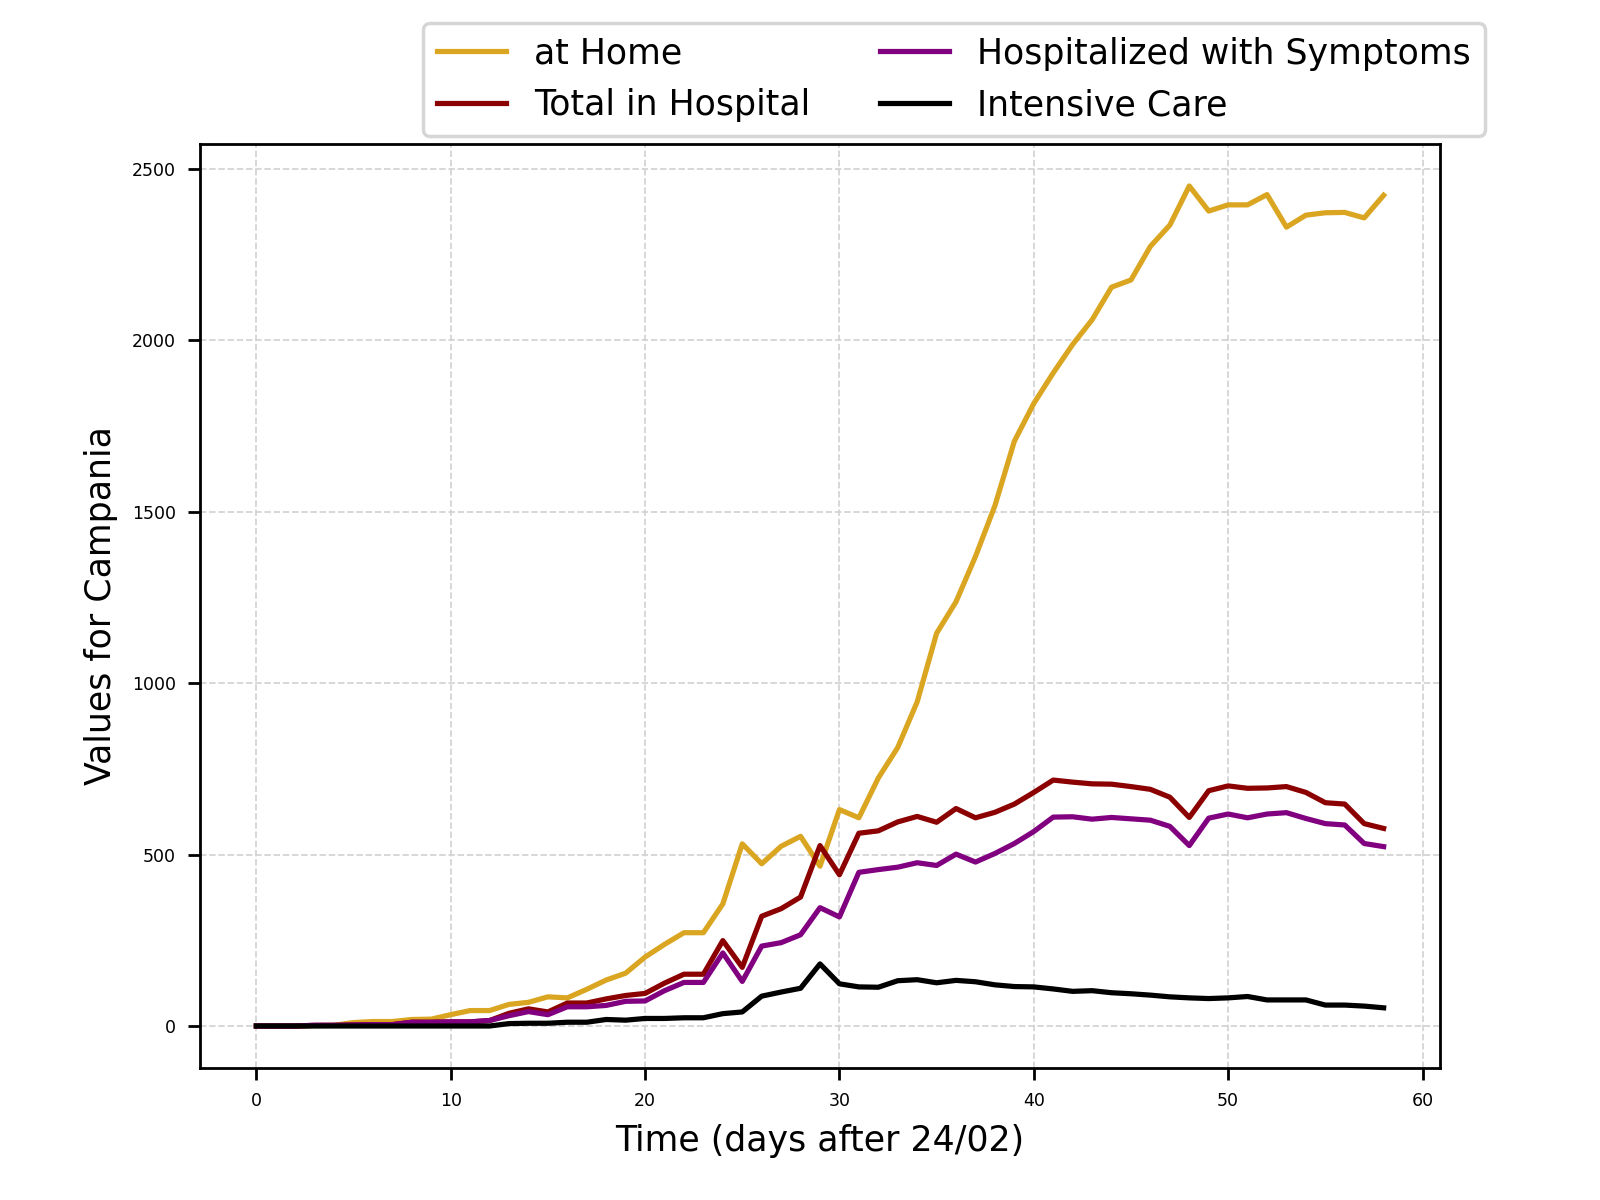 at Home
Total in Hospital
Hospitalized with Symptoms
Intensive Care
2500
2000
1500
1000
500
0
Values for Campania
0 10 20 30 40 50 60
Time (days after 24/02)